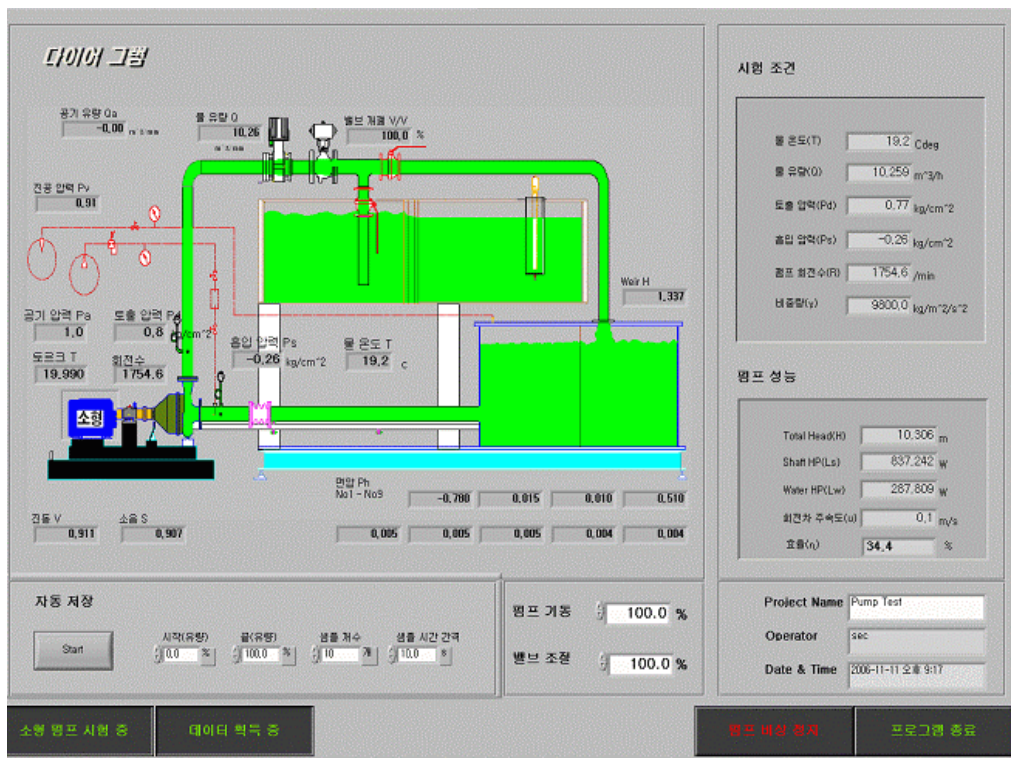 다이어 그램
공기 유량 Qa
-0.00
물 유량 Q
10.26
밸브 개폐 V/V
100.0 %
진공 압력 Pv
0.91
Weir H
1.337
공기 압력 Pa
1.0
토출 압력 Pd
0.8 kg/cm^2
흡입 압력 Ps
-0.26 kg/cm^2
물 온도 T
19.2 c
토르크 T
19.990
회전수
1754.6
소형
면압 Ph
No1 - No9
-0.780 0.015 0.010 0.510
0.005 0.005 0.005 0.004 0.004
진동 V
0.911
소음 S
0.907
시험 조건
물 온도(T) 19.2 Cdeg
물 유량(Q) 10.259 m^3/h
토출 압력(Pd) 0.77 kg/cm^2
흡입 압력(Ps) -0.26 kg/cm^2
펌프 회전수(R) 1754.6 /min
비중량(γ) 9800.0 kg/m^2/s^2
펌프 성능
Total Head(H) 10.306 m
Shaft HP(Ls) 837.242 W
Water HP(Lw) 287.809 W
회전차 주속도(u) 0.1 m/s
효율(η) 34.4 %
자동 저장
Start
시작(유량) 0.0 %
끝(유량) 100.0 %
샘플 개수 10 개
샘플 시간 간격 10.0 s
펌프 기동 100.0 %
밸브 조절 100.0 %
Project Name Pump Test
Operator sec
Date & Time 2006-11-11 오후 9:17
소형 펌프 시험 중
데이터 획득 중
펌프 비상 정지
프로그램 종료